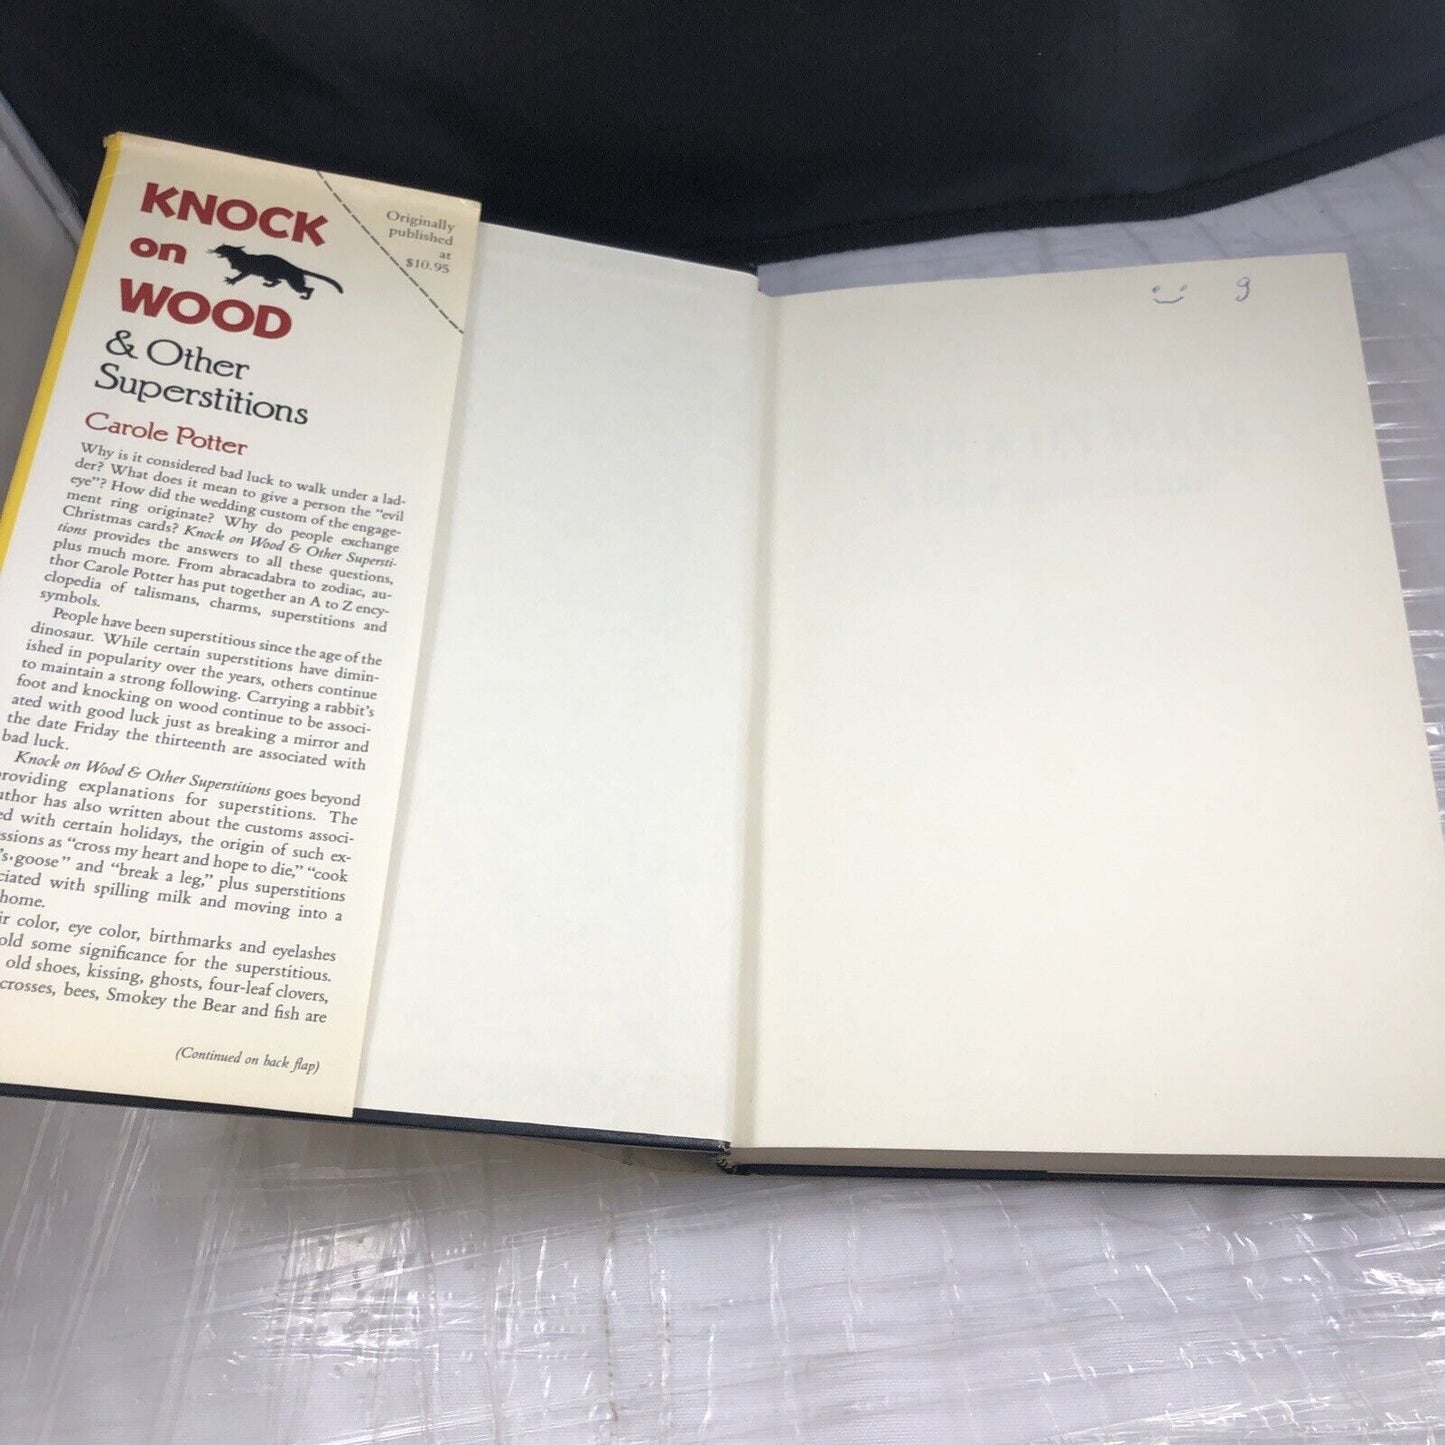 KNOCK
on
WOOD
& Other
Superstitions
Carole Potter
Originally
published
at
$10.95
Why is it considered bad luck to walk under a lad-
der? What does it mean to give a person the “evil
eye”? How did the wedding custom of the engage-
ment ring originate? Why do people exchange
Christmas cards? Knock on Wood & Other Supersti-
tions provides the answers to all these questions,
plus much more. From abracadabra to zodiac, au-
thor Carole Potter has put together an A to Z ency-
clopedia of talismans, charms, superstitions and
symbols.
People have been superstitious since the age of the
dinosaur. While certain superstitions have dimin-
ished in popularity over the years, others continue
to maintain a strong following. Carrying a rabbit's
foot and knocking on wood continue to be associ-
ated with good luck just as breaking a mirror and
the date Friday the thirteenth are associated with
bad luck.
Knock on Wood & Other Superstitions goes beyond
roviding explanations for superstitions. The
uthor has also written about the customs associ-
ed with certain holidays, the origin of such ex-
ssions as “cross my heart and hope to die,” “cook
's goose” and “break a leg,” plus superstitions
ciated with spilling milk and moving into a
home.
ir color, eye color, birthmarks and eyelashes
old some significance for the superstitious.
old shoes, kissing, ghosts, four-leaf clovers,
crosses, bees, Smokey the Bear and fish are
(Continued on back flap)